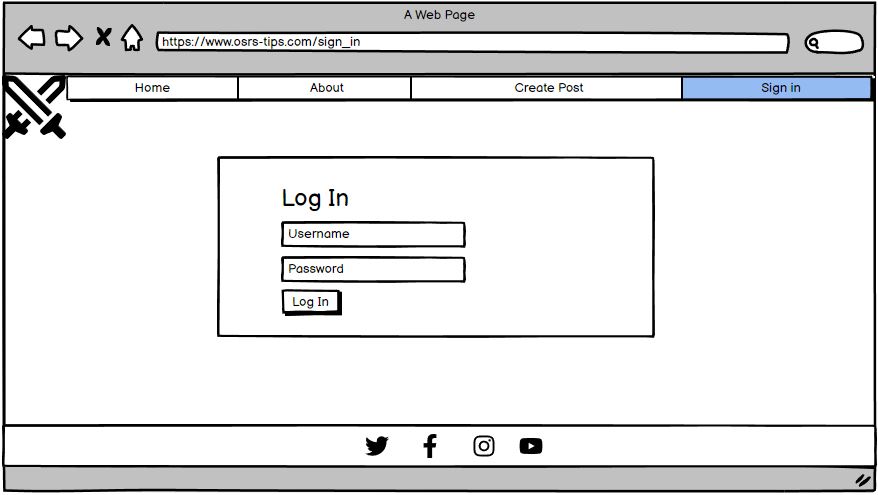 A Web Page
https://www.osrs-tips.com/sign_in
Home About Create Post Sign in
Log In
Username
Password
Log In